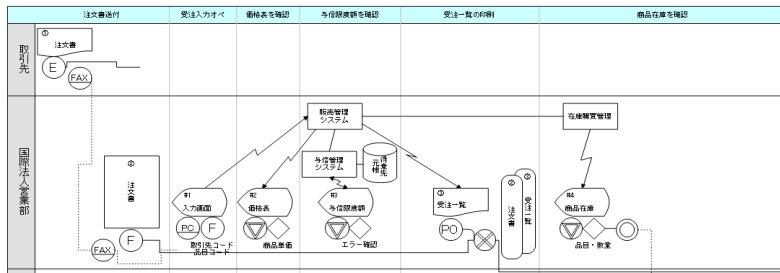 注文書送付
受注入力オペ
価格表を確認
与信限度額を確認
受注一覧の印刷
商品在庫を確認
取引先
①
注文書
E
FAX
国際法人営業部
販売管理
システム
在庫購買管理
与信管理
システム
得意先
元帳
②
注文書
#1
入力画面
#2
価格表
#3
与信限度額
①
受注一覧
②
注文書
③
受注一覧
#4
商品在庫
PC
F
PO
取引先コード
品目コード
商品単価
エラー確認
品目・数量
FAX
F